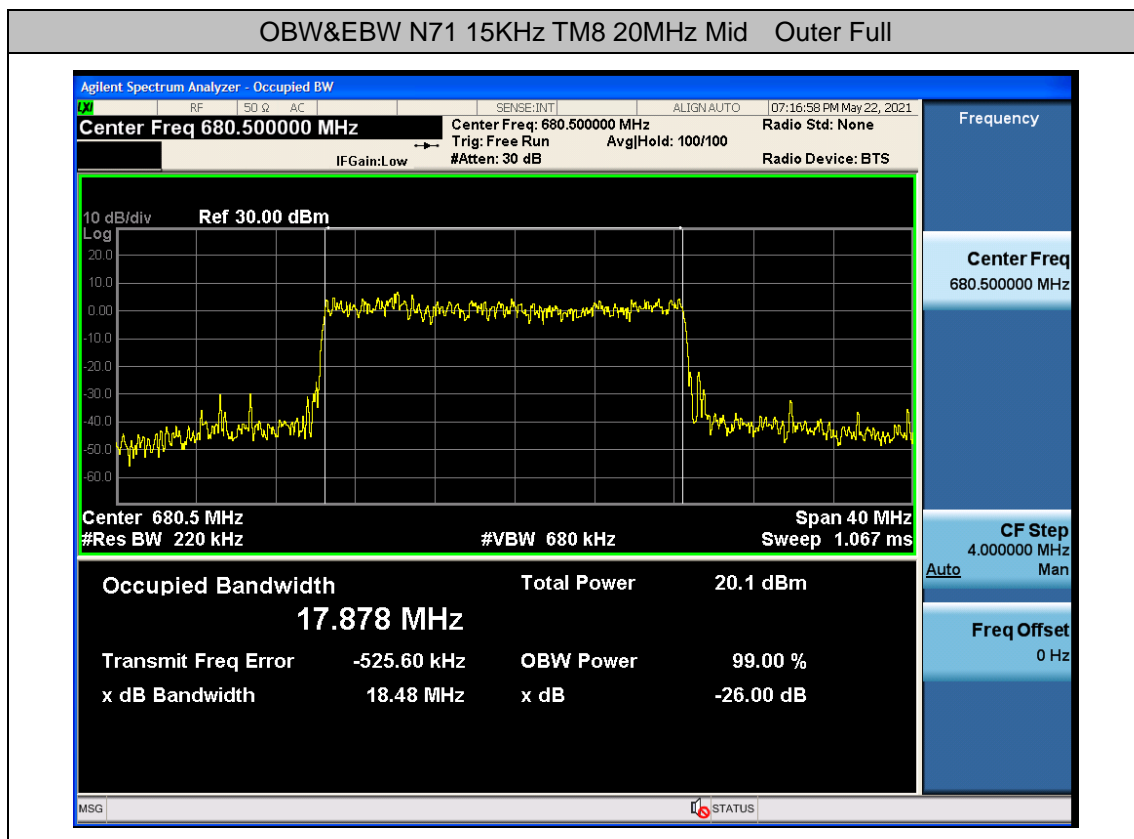 OBW&EBW N71 15KHz TM8 20MHz Mid Outer Full
Agilent Spectrum Analyzer - Occupied BW
LXI RF 50 Ω AC SENSE:INT ALIGN AUTO 07:16:58 PM May 22, 2021
Center Freq 680.500000 MHz
Center Freq: 680.500000 MHz Radio Std: None
Trig: Free Run Avg|Hold: 100/100
IFGain:Low #Atten: 30 dB Radio Device: BTS
10 dB/div Ref 30.00 dBm
Log
20.0
10.0
0.00
-10.0
-20.0
-30.0
-40.0
-50.0
-60.0
Center 680.5 MHz Span 40 MHz
#Res BW 220 kHz #VBW 680 kHz Sweep 1.067 ms
Occupied Bandwidth Total Power 20.1 dBm
17.878 MHz
Transmit Freq Error -525.60 kHz OBW Power 99.00 %
x dB Bandwidth 18.48 MHz x dB -26.00 dB
Frequency
Center Freq
680.500000 MHz
CF Step
4.000000 MHz
Auto Man
Freq Offset
0 Hz
MSG STATUS